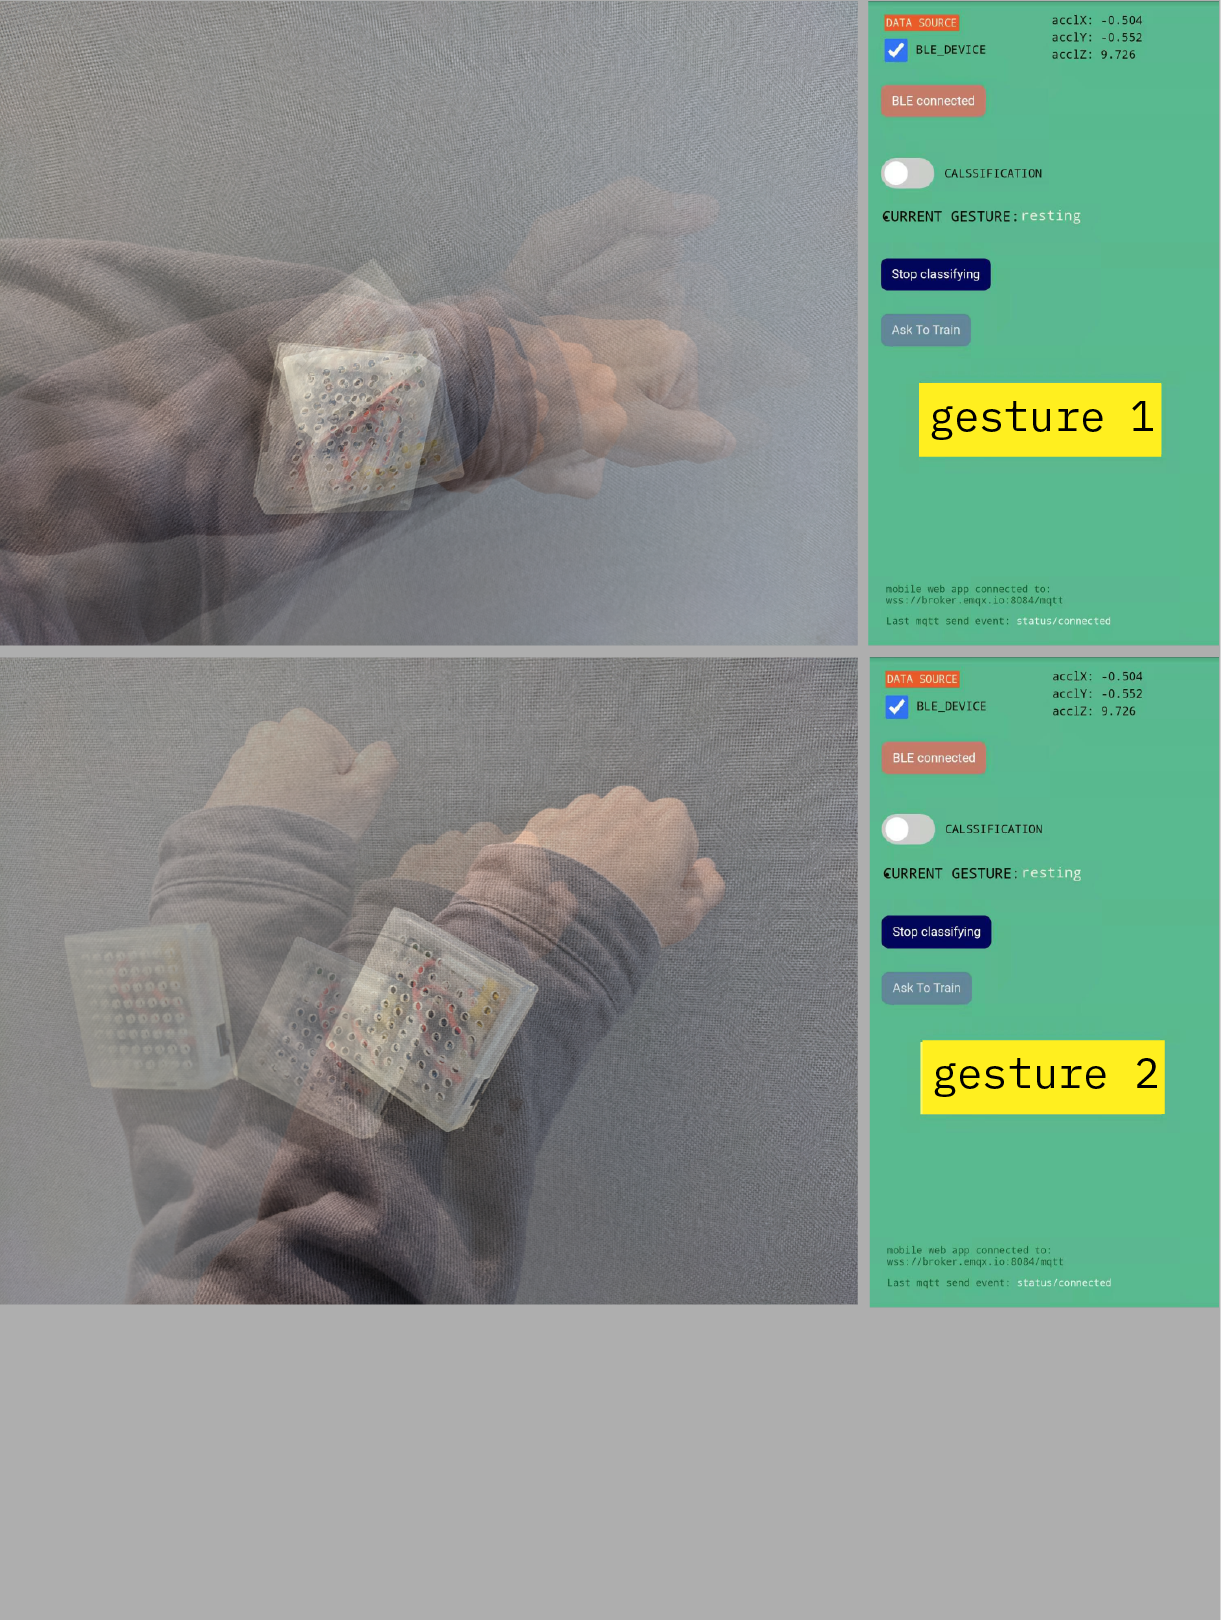 DATA SOURCE
acclX: -0.504
BLE_DEVICE
acclY: -0.552
acclZ: 9.726
BLE connected
CALSSIFICATION
CURRENT GESTURE: resting
Stop classifying
Ask To Train
gesture 1
mobile web app connected to:
wss://broker.emqx.io:8084/mqtt
Last mqtt send event: status/connected
DATA SOURCE
acclX: -0.504
BLE_DEVICE
acclY: -0.552
acclZ: 9.726
BLE connected
CALSSIFICATION
CURRENT GESTURE: resting
Stop classifying
Ask To Train
gesture 2
mobile web app connected to:
wss://broker.emqx.io:8084/mqtt
Last mqtt send event: status/connected